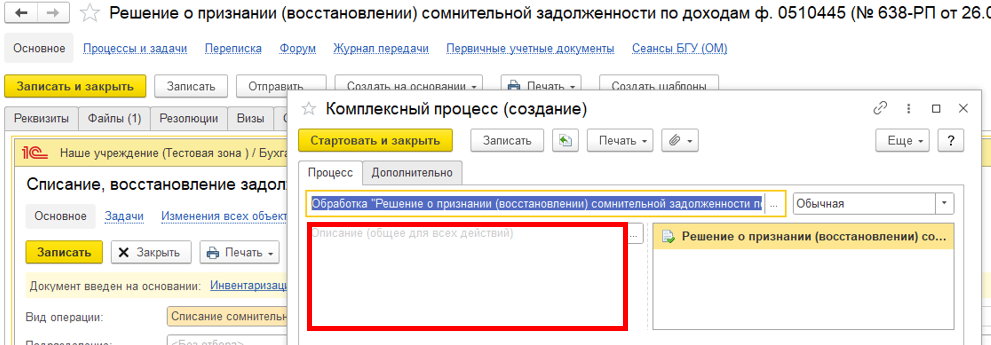 Решение о признании (восстановлении) сомнительной задолженности по доходам ф. 0510445 (№ 638-РП от 26.0
Основное Процессы и задачи Переписка Форум Журнал передачи Первичные учетные документы Сеансы БГУ (ОМ)
Записать и закрыть Записать Отправить Создать на основании Печать Создать шаблоны
Комплексный процесс (создание)
Реквизиты Файлы (1) Резолюции Визы
Стартовать и закрыть Записать Печать Еще ?
1С Наше учреждение (Тестовая зона ) / Бухга
Процесс Дополнительно
Списание, восстановление задол
Обработка "Решение о признании (восстановлении) сомнительной задолженности по ... Обычная
Основное Задачи Изменения всех объект
Описание (общее для всех действий) ...
Решение о признании (восстановлении) со...
Записать Закрыть Печать
Документ введен на основании: Инвентаризаци
Вид операции: Списание сомнительн
Подразделение: <Без отбора>